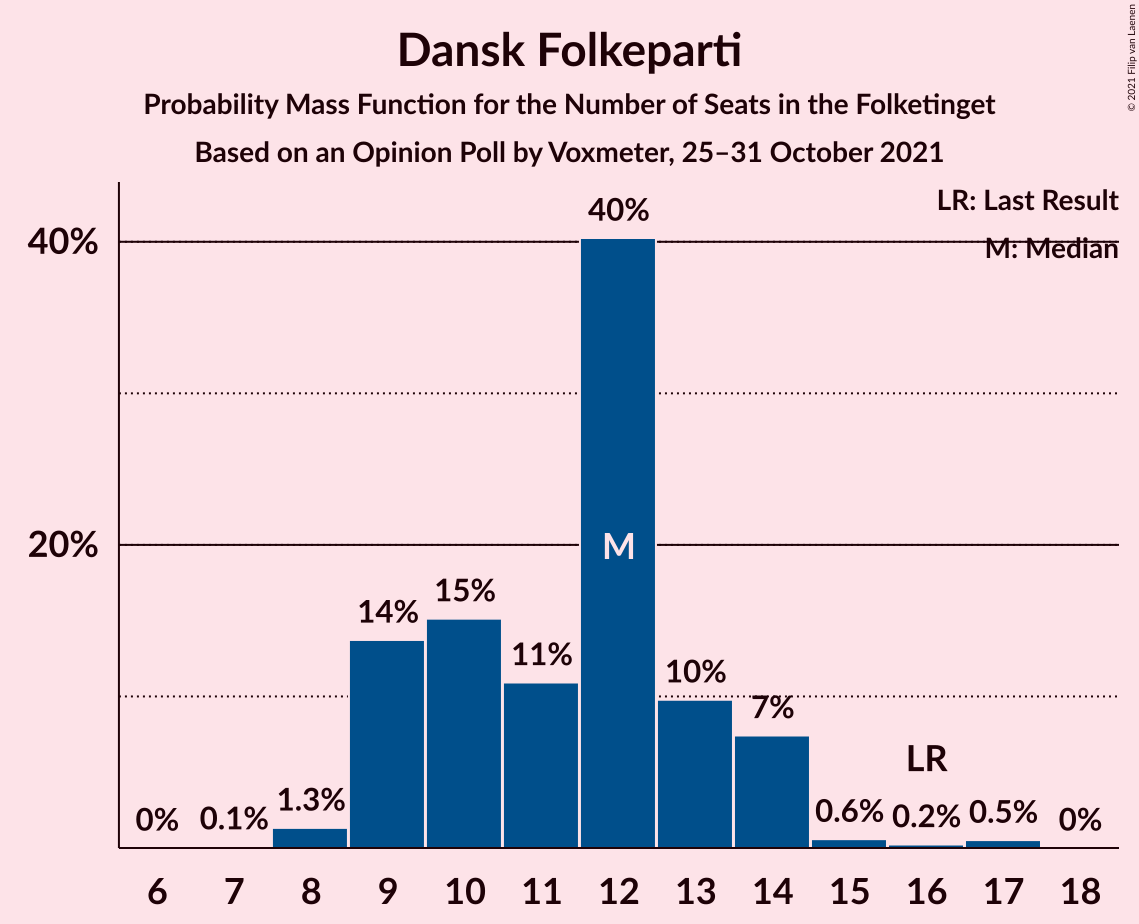 Dansk Folkeparti
Probability Mass Function for the Number of Seats in the Folketinget
Based on an Opinion Poll by Voxmeter, 25–31 October 2021
© 2021 Filip van Laenen
LR: Last Result
M: Median
40%
20%
0%
0.1%
1.3%
14%
15%
11%
40%
M
10%
7%
0.6%
LR
0.2%
0.5%
0%
6 7 8 9 10 11 12 13 14 15 16 17 18